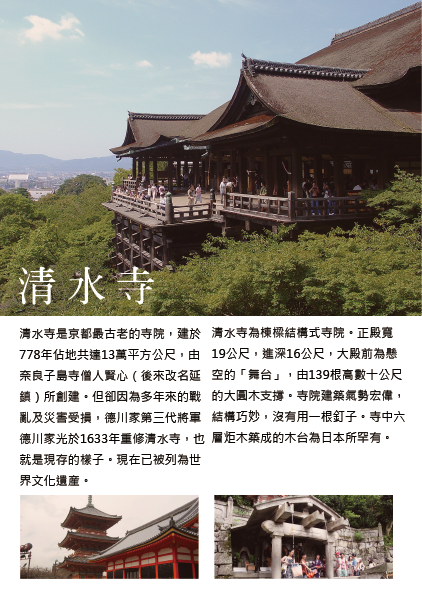 清水寺
清水寺是京都最古老的寺院，建於
778年佔地共達13萬平方公尺，由
奈良子島寺僧人賢心（後來改名延
鎮）所創建。但卻因為多年來的戰
亂及災害受損，德川家第三代將軍
德川家光於1633年重修清水寺，也
就是現存的樣子。現在已被列為世
界文化遺產。
清水寺為棟樑結構式寺院。正殿寬
19公尺，進深16公尺，大殿前為懸
空的「舞台」，由139根高數十公尺
的大圓木支撐。寺院建築氣勢宏偉，
結構巧妙，沒有用一根釘子。寺中六
層炬木築成的木台為日本所罕有。